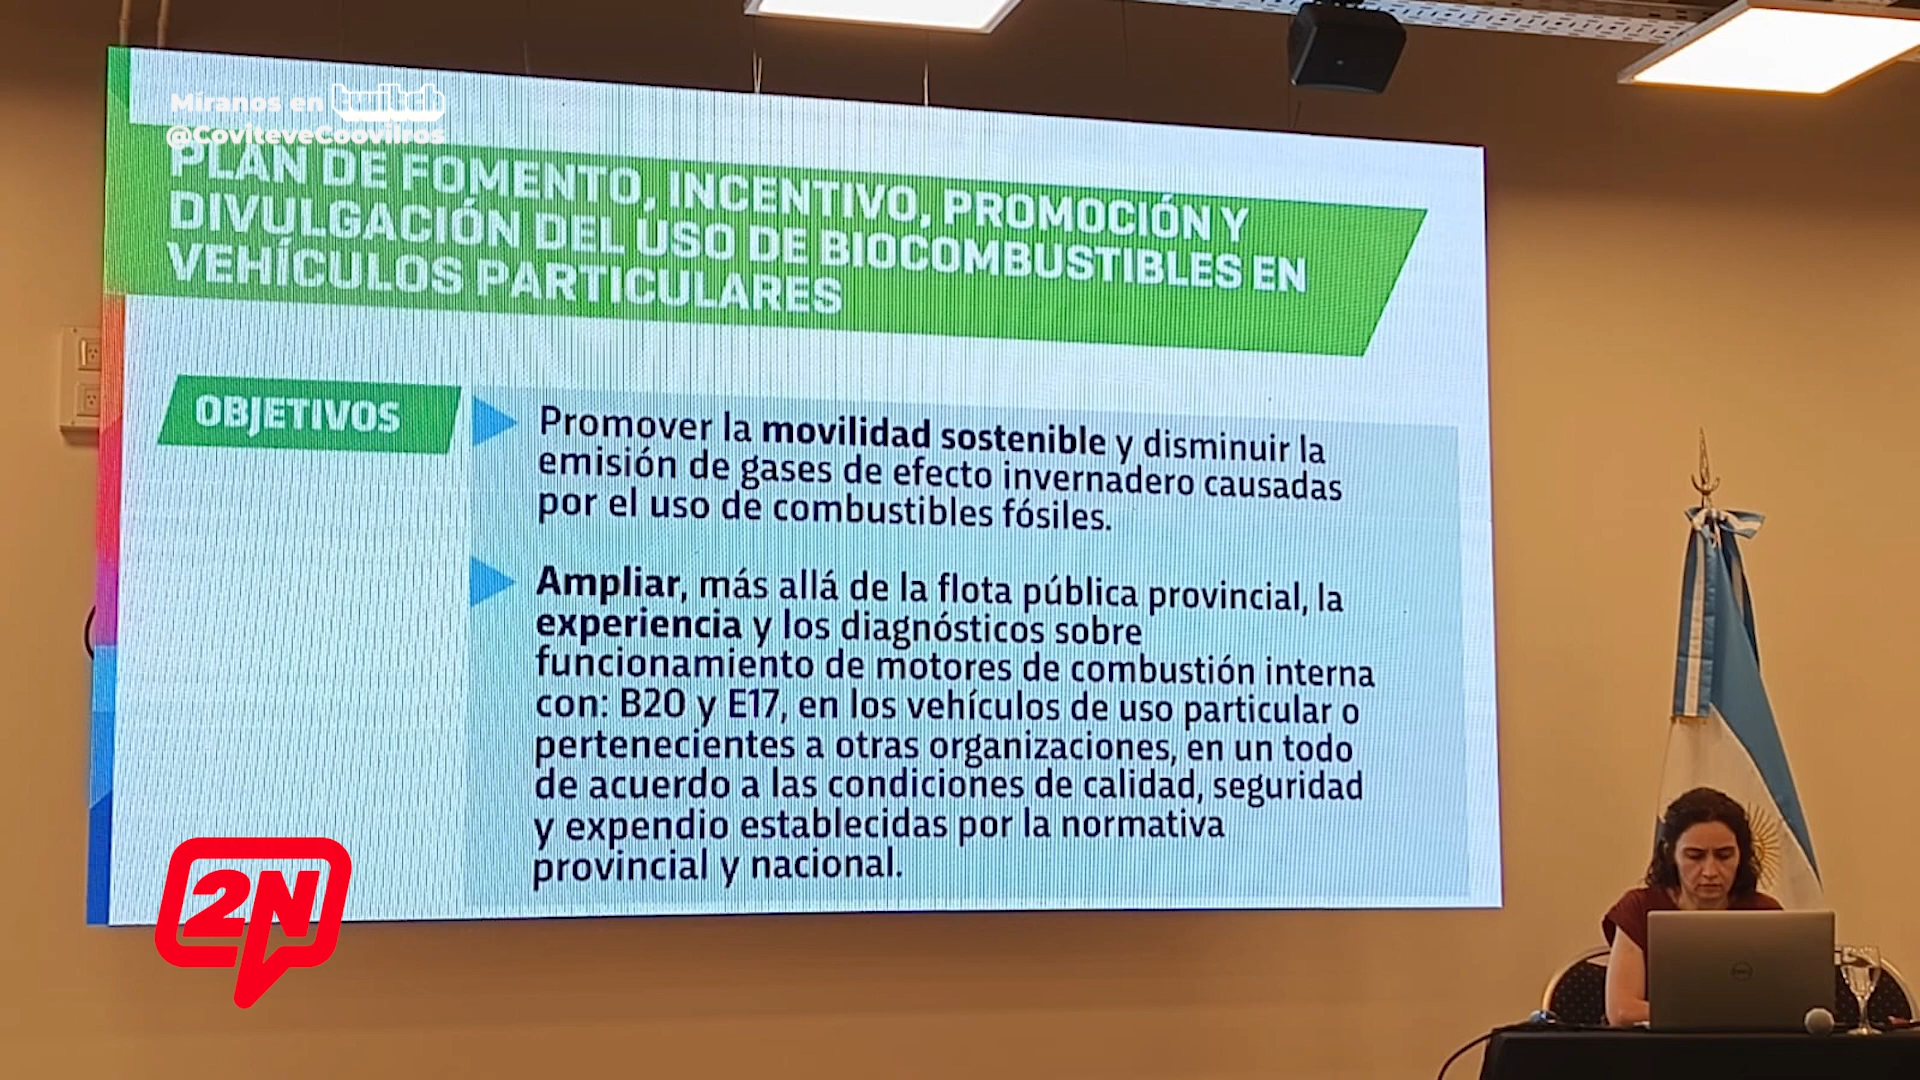 Míranos en twitch
@CoviteveCoovilros
PLAN DE FOMENTO, INCENTIVO, PROMOCIÓN Y
DIVULGACIÓN DEL USO DE BIOCOMBUSTIBLES EN
VEHÍCULOS PARTICULARES
OBJETIVOS
Promover la movilidad sostenible y disminuir la
emisión de gases de efecto invernadero causadas
por el uso de combustibles fósiles.
Ampliar, más allá de la flota pública provincial, la
experiencia y los diagnósticos sobre
funcionamiento de motores de combustión interna
con: B20 y E17, en los vehículos de uso particular o
pertenecientes a otras organizaciones, en un todo
de acuerdo a las condiciones de calidad, seguridad
y expendio establecidas por la normativa
provincial y nacional.
2N
DELL